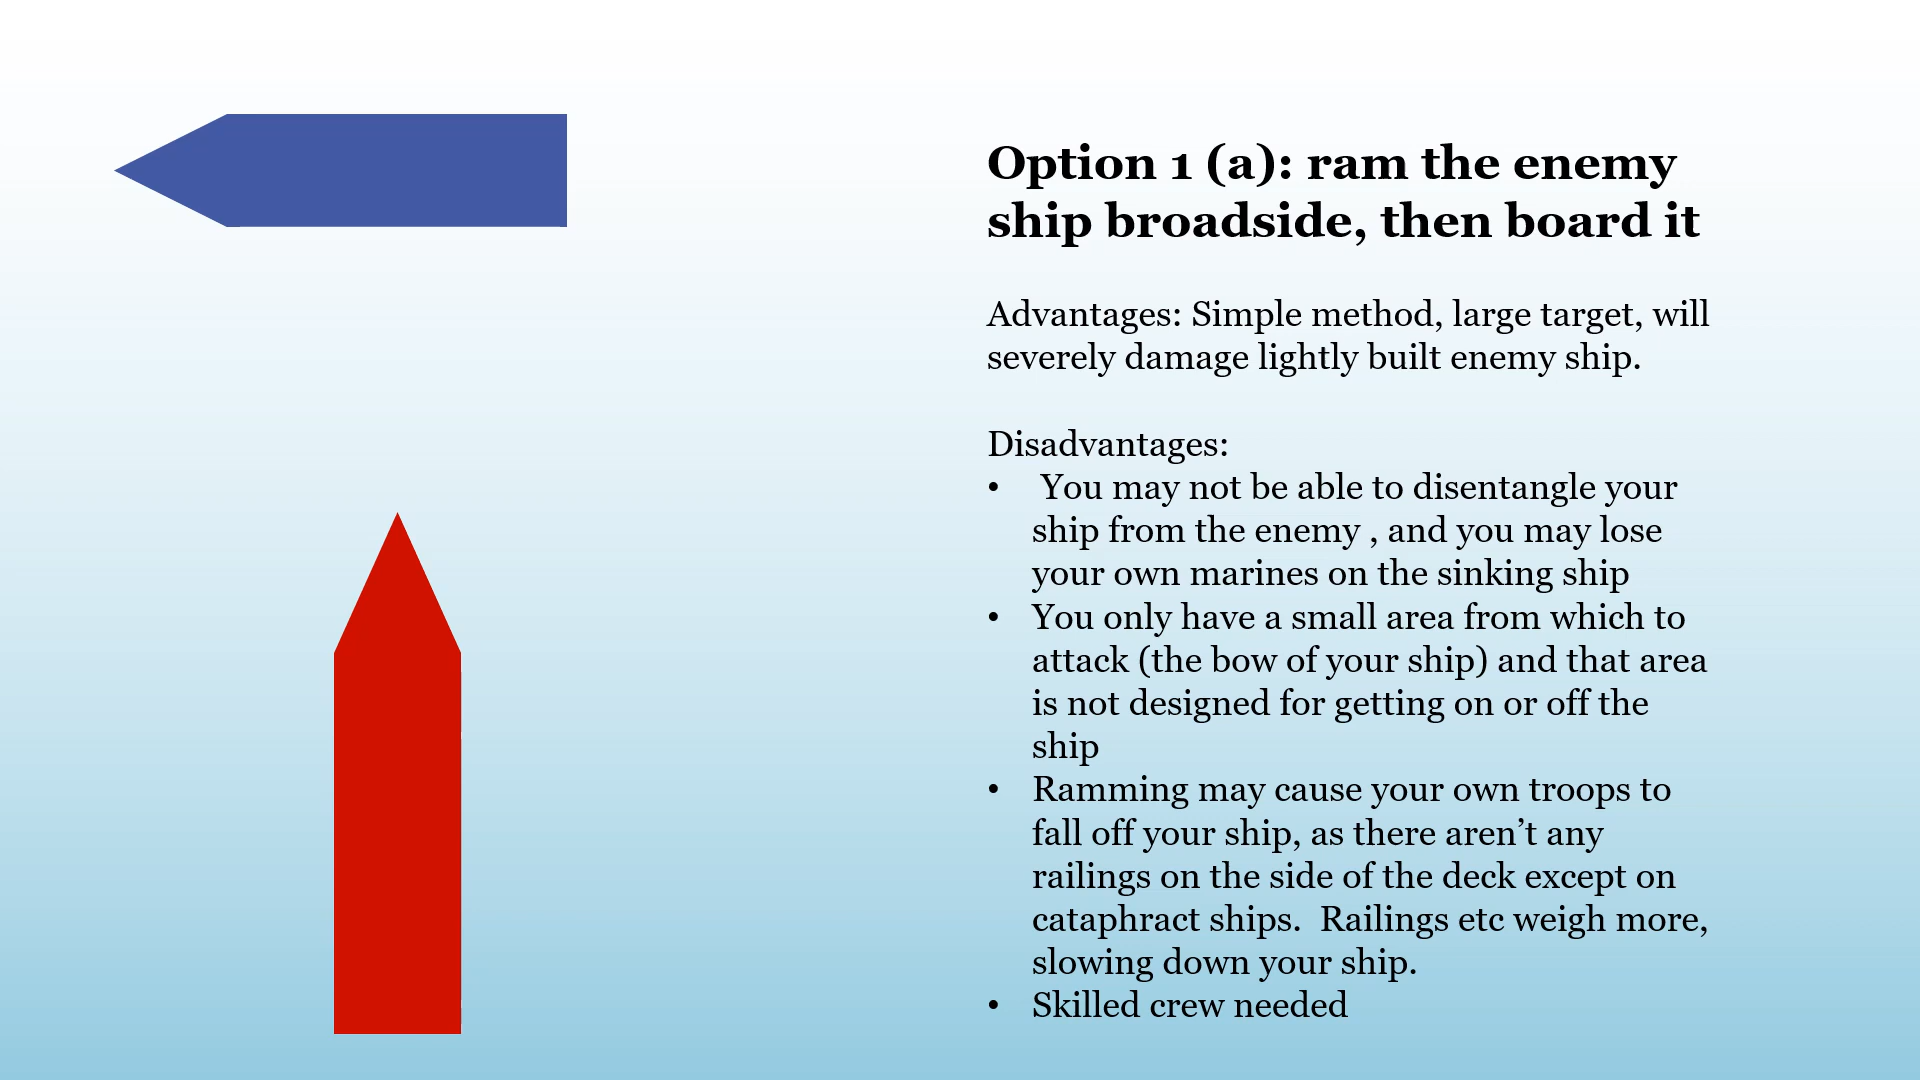 Option 1 (a): ram the enemy
ship broadside, then board it
Advantages: Simple method, large target, will
severely damage lightly built enemy ship.
Disadvantages:
• You may not be able to disentangle your
ship from the enemy , and you may lose
your own marines on the sinking ship
• You only have a small area from which to
attack (the bow of your ship) and that area
is not designed for getting on or off the
ship
• Ramming may cause your own troops to
fall off your ship, as there aren’t any
railings on the side of the deck except on
cataphract ships.  Railings etc weigh more,
slowing down your ship.
• Skilled crew needed